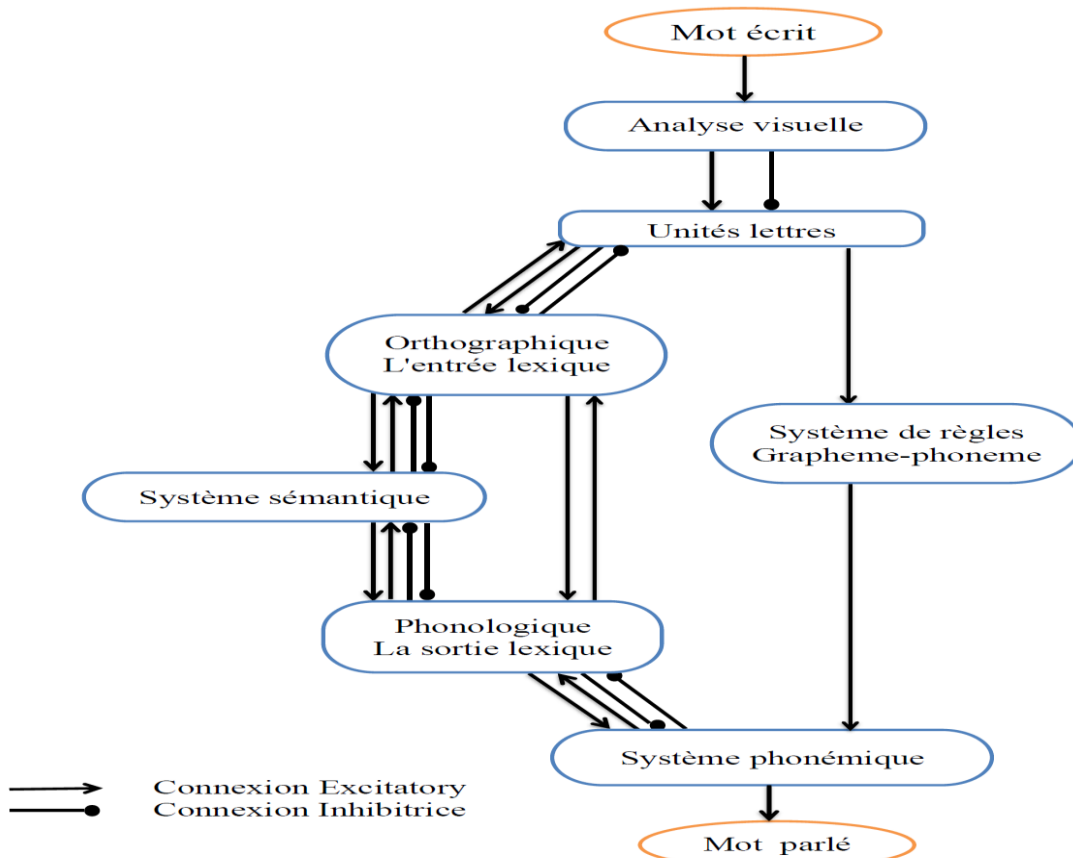 Mot écrit
Analyse visuelle
Unités lettres
Orthographique
L'entrée lexique
Système de règles
Grapheme-phoneme
Système sémantique
Phonologique
La sortie lexique
Système phonémique
Connexion Excitatory
Connexion Inhibitrice
Mot parlé